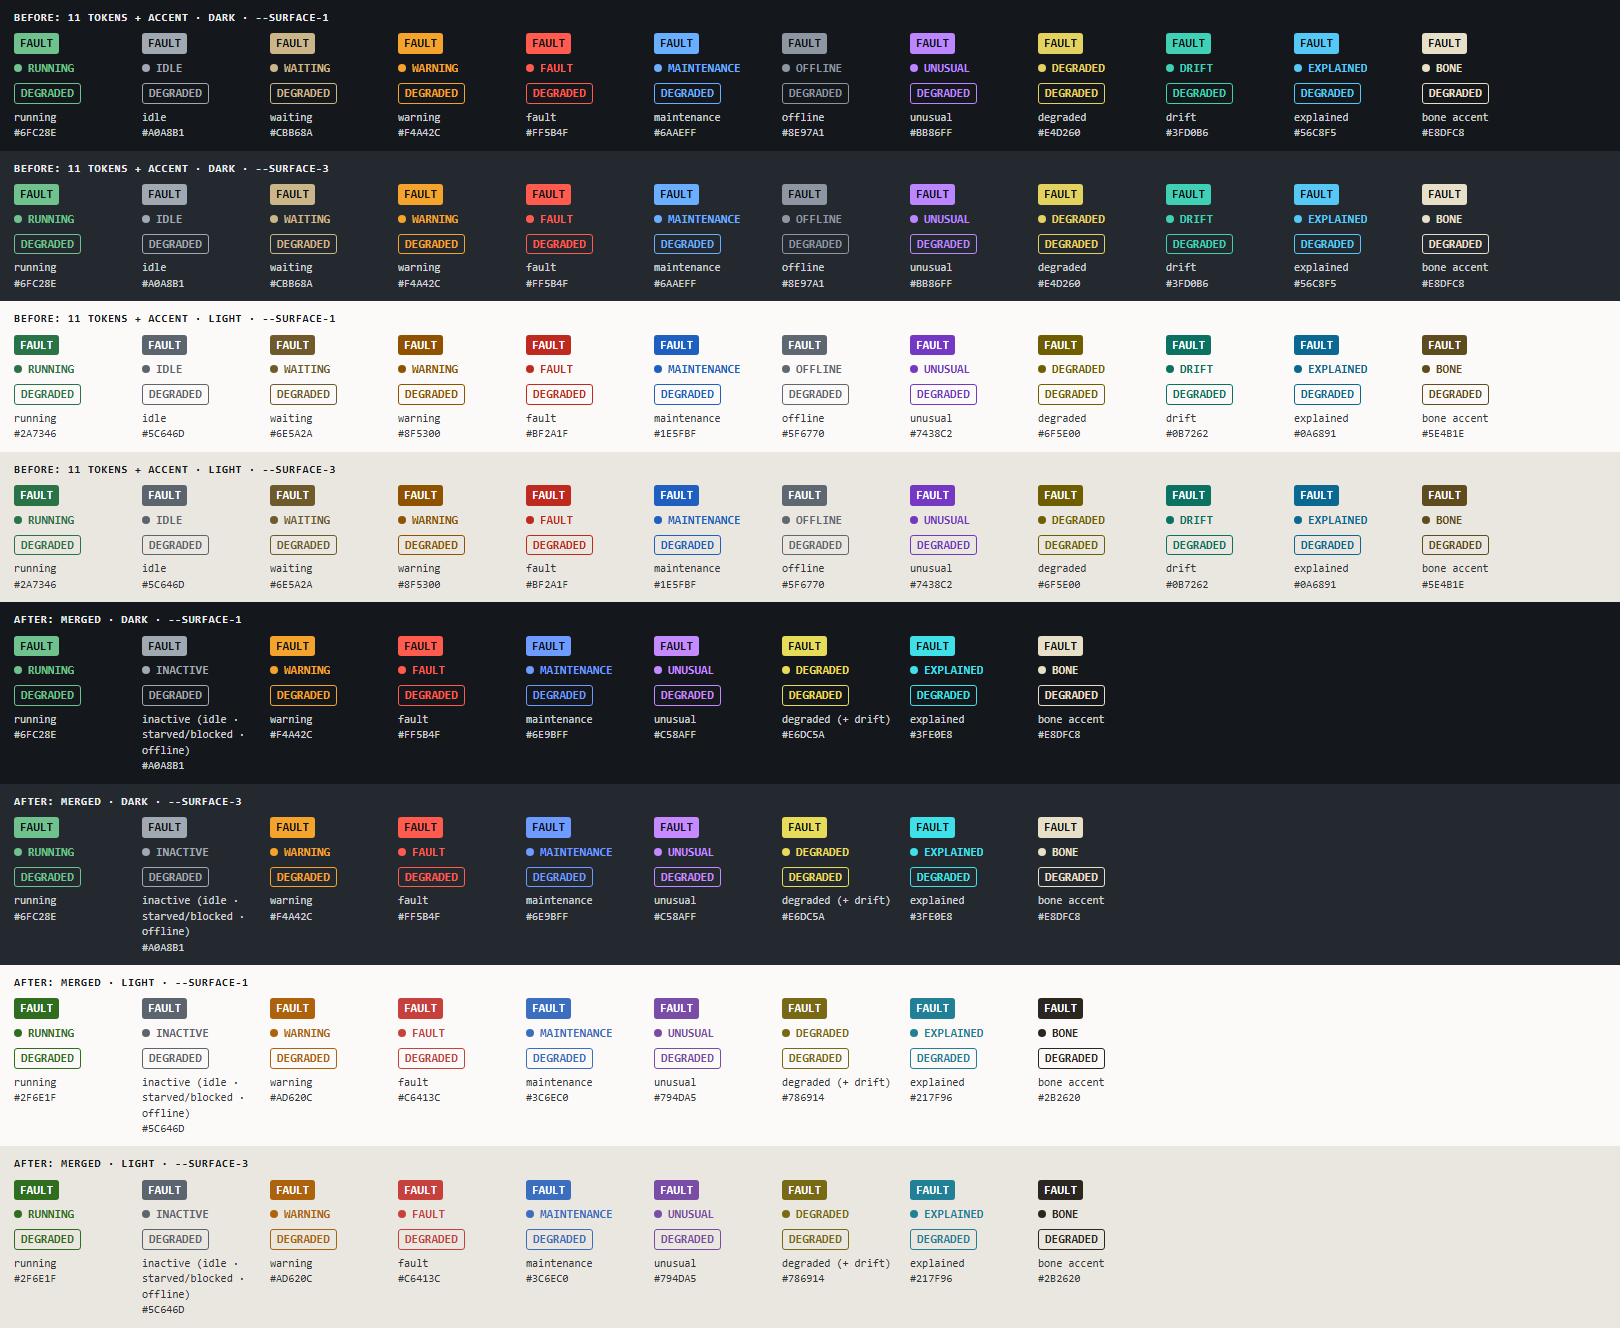 BEFORE: 11 TOKENS + ACCENT · DARK · --SURFACE-1
FAULT FAULT FAULT FAULT FAULT FAULT FAULT FAULT FAULT FAULT FAULT FAULT
RUNNING IDLE WAITING WARNING FAULT MAINTENANCE OFFLINE UNUSUAL DEGRADED DRIFT EXPLAINED BONE
DEGRADED DEGRADED DEGRADED DEGRADED DEGRADED DEGRADED DEGRADED DEGRADED DEGRADED DEGRADED DEGRADED DEGRADED
running idle waiting warning fault maintenance offline unusual degraded drift explained bone accent
#6FC28E #A0A8B1 #CBB68A #F4A42C #FF5B4F #6AAEFF #8E97A1 #BB86FF #E4D260 #3FD0B6 #56C8F5 #E8DFC8
BEFORE: 11 TOKENS + ACCENT · DARK · --SURFACE-3
FAULT FAULT FAULT FAULT FAULT FAULT FAULT FAULT FAULT FAULT FAULT FAULT
RUNNING IDLE WAITING WARNING FAULT MAINTENANCE OFFLINE UNUSUAL DEGRADED DRIFT EXPLAINED BONE
DEGRADED DEGRADED DEGRADED DEGRADED DEGRADED DEGRADED DEGRADED DEGRADED DEGRADED DEGRADED DEGRADED DEGRADED
running idle waiting warning fault maintenance offline unusual degraded drift explained bone accent
#6FC28E #A0A8B1 #CBB68A #F4A42C #FF5B4F #6AAEFF #8E97A1 #BB86FF #E4D260 #3FD0B6 #56C8F5 #E8DFC8
BEFORE: 11 TOKENS + ACCENT · LIGHT · --SURFACE-1
FAULT FAULT FAULT FAULT FAULT FAULT FAULT FAULT FAULT FAULT FAULT FAULT
RUNNING IDLE WAITING WARNING FAULT MAINTENANCE OFFLINE UNUSUAL DEGRADED DRIFT EXPLAINED BONE
DEGRADED DEGRADED DEGRADED DEGRADED DEGRADED DEGRADED DEGRADED DEGRADED DEGRADED DEGRADED DEGRADED DEGRADED
running idle waiting warning fault maintenance offline unusual degraded drift explained bone accent
#2A7346 #5C646D #6E5A2A #8F5300 #BF2A1F #1E5FBF #5F6770 #7438C2 #6F5E00 #0B7262 #0A6891 #5E4B1E
BEFORE: 11 TOKENS + ACCENT · LIGHT · --SURFACE-3
FAULT FAULT FAULT FAULT FAULT FAULT FAULT FAULT FAULT FAULT FAULT FAULT
RUNNING IDLE WAITING WARNING FAULT MAINTENANCE OFFLINE UNUSUAL DEGRADED DRIFT EXPLAINED BONE
DEGRADED DEGRADED DEGRADED DEGRADED DEGRADED DEGRADED DEGRADED DEGRADED DEGRADED DEGRADED DEGRADED DEGRADED
running idle waiting warning fault maintenance offline unusual degraded drift explained bone accent
#2A7346 #5C646D #6E5A2A #8F5300 #BF2A1F #1E5FBF #5F6770 #7438C2 #6F5E00 #0B7262 #0A6891 #5E4B1E
AFTER: MERGED · DARK · --SURFACE-1
FAULT FAULT FAULT FAULT FAULT FAULT FAULT FAULT FAULT
RUNNING INACTIVE WARNING FAULT MAINTENANCE UNUSUAL DEGRADED EXPLAINED BONE
DEGRADED DEGRADED DEGRADED DEGRADED DEGRADED DEGRADED DEGRADED DEGRADED DEGRADED
running inactive (idle · warning fault maintenance unusual degraded (+ drift) explained bone accent
#6FC28E starved/blocked · #F4A42C #FF5B4F #6E9BFF #C58AFF #E6DC5A #3FE0E8 #E8DFC8
offline)
#A0A8B1
AFTER: MERGED · DARK · --SURFACE-3
FAULT FAULT FAULT FAULT FAULT FAULT FAULT FAULT FAULT
RUNNING INACTIVE WARNING FAULT MAINTENANCE UNUSUAL DEGRADED EXPLAINED BONE
DEGRADED DEGRADED DEGRADED DEGRADED DEGRADED DEGRADED DEGRADED DEGRADED DEGRADED
running inactive (idle · warning fault maintenance unusual degraded (+ drift) explained bone accent
#6FC28E starved/blocked · #F4A42C #FF5B4F #6E9BFF #C58AFF #E6DC5A #3FE0E8 #E8DFC8
offline)
#A0A8B1
AFTER: MERGED · LIGHT · --SURFACE-1
FAULT FAULT FAULT FAULT FAULT FAULT FAULT FAULT FAULT
RUNNING INACTIVE WARNING FAULT MAINTENANCE UNUSUAL DEGRADED EXPLAINED BONE
DEGRADED DEGRADED DEGRADED DEGRADED DEGRADED DEGRADED DEGRADED DEGRADED DEGRADED
running inactive (idle · warning fault maintenance unusual degraded (+ drift) explained bone accent
#2F6E1F starved/blocked · #AD620C #C6413C #3C6EC0 #794DA5 #786914 #217F96 #2B2620
offline)
#5C646D
AFTER: MERGED · LIGHT · --SURFACE-3
FAULT FAULT FAULT FAULT FAULT FAULT FAULT FAULT FAULT
RUNNING INACTIVE WARNING FAULT MAINTENANCE UNUSUAL DEGRADED EXPLAINED BONE
DEGRADED DEGRADED DEGRADED DEGRADED DEGRADED DEGRADED DEGRADED DEGRADED DEGRADED
running inactive (idle · warning fault maintenance unusual degraded (+ drift) explained bone accent
#2F6E1F starved/blocked · #AD620C #C6413C #3C6EC0 #794DA5 #786914 #217F96 #2B2620
offline)
#5C646D